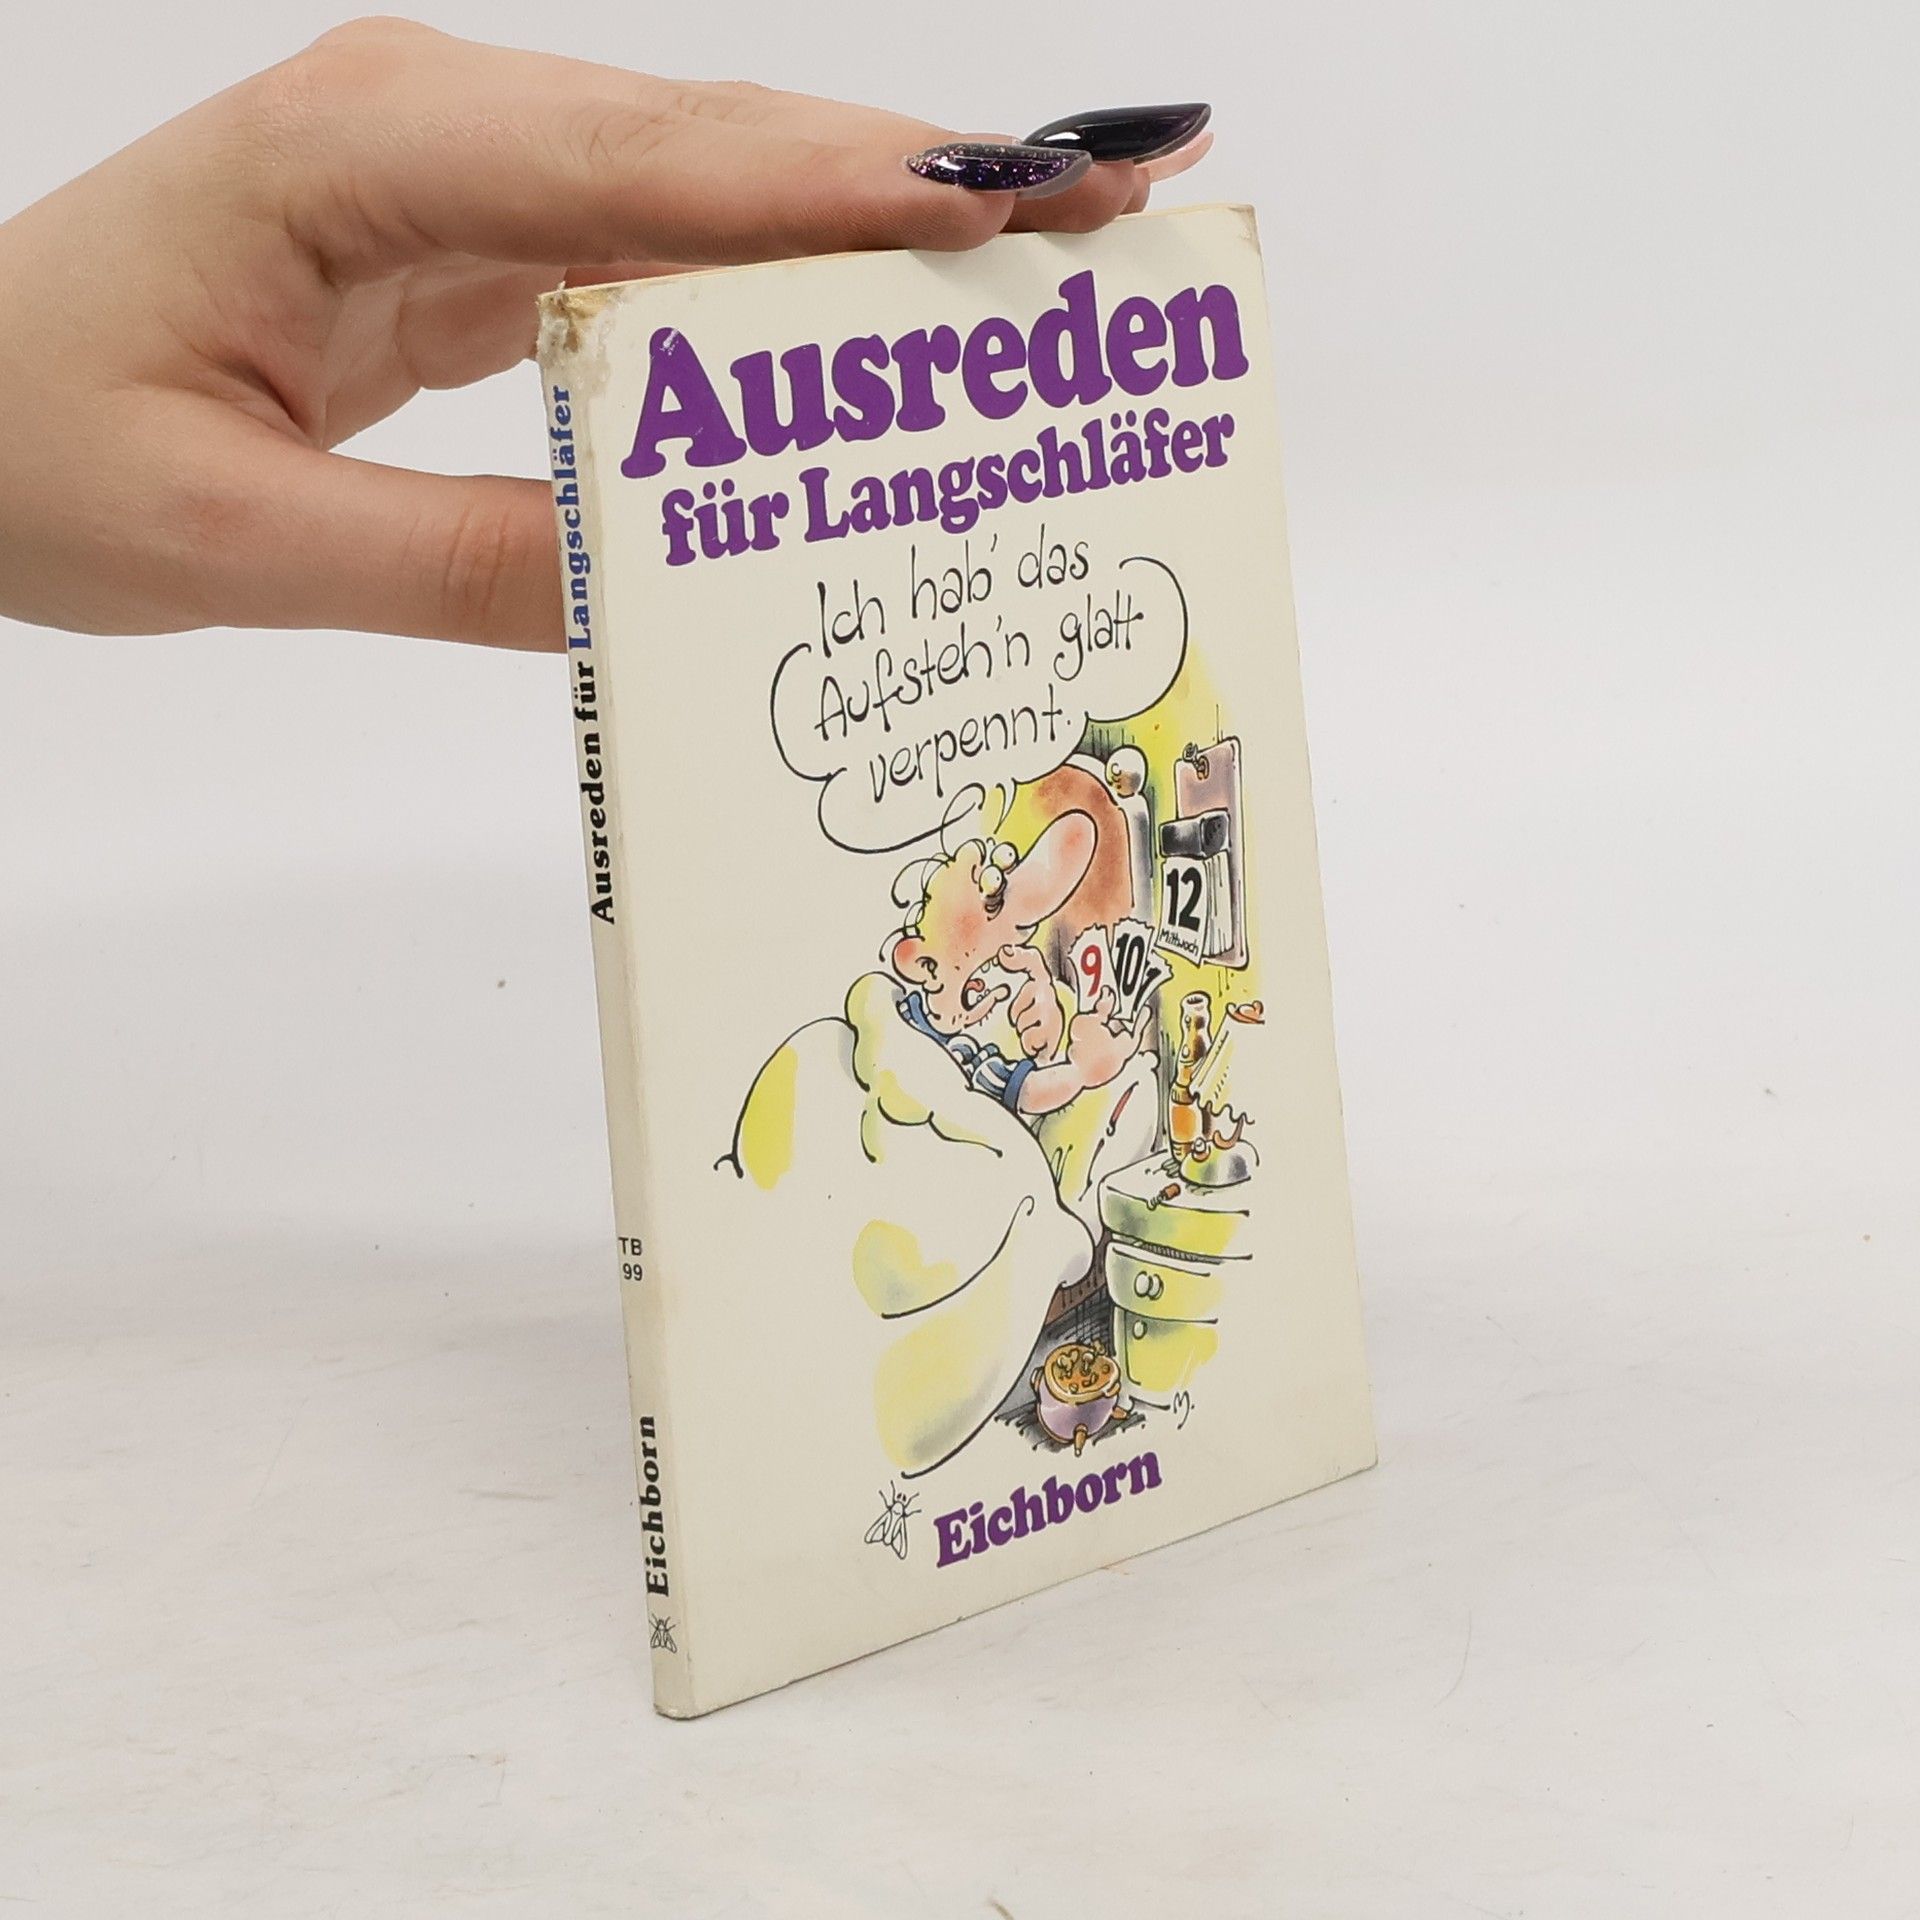 Ausreden
für Langschläfer
Ich hab' das
Aufsteh'n glatt
verpennt.
12
Mittwoch
9
10
1
M.
Eichborn
Ausreden für Langschläfer
TB
99
Eichborn